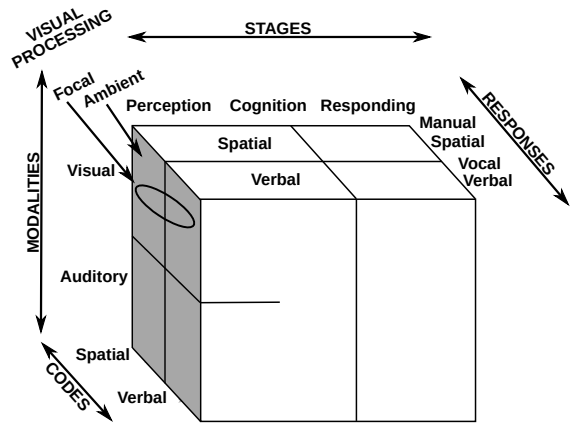 VISUAL
PROCESSING
STAGES
Focal
Ambient
Perception Cognition Responding
Manual
Spatial
Vocal
Verbal
RESPONSES
Spatial
Verbal
MODALITIES
Visual
Auditory
Spatial
Verbal
CODES